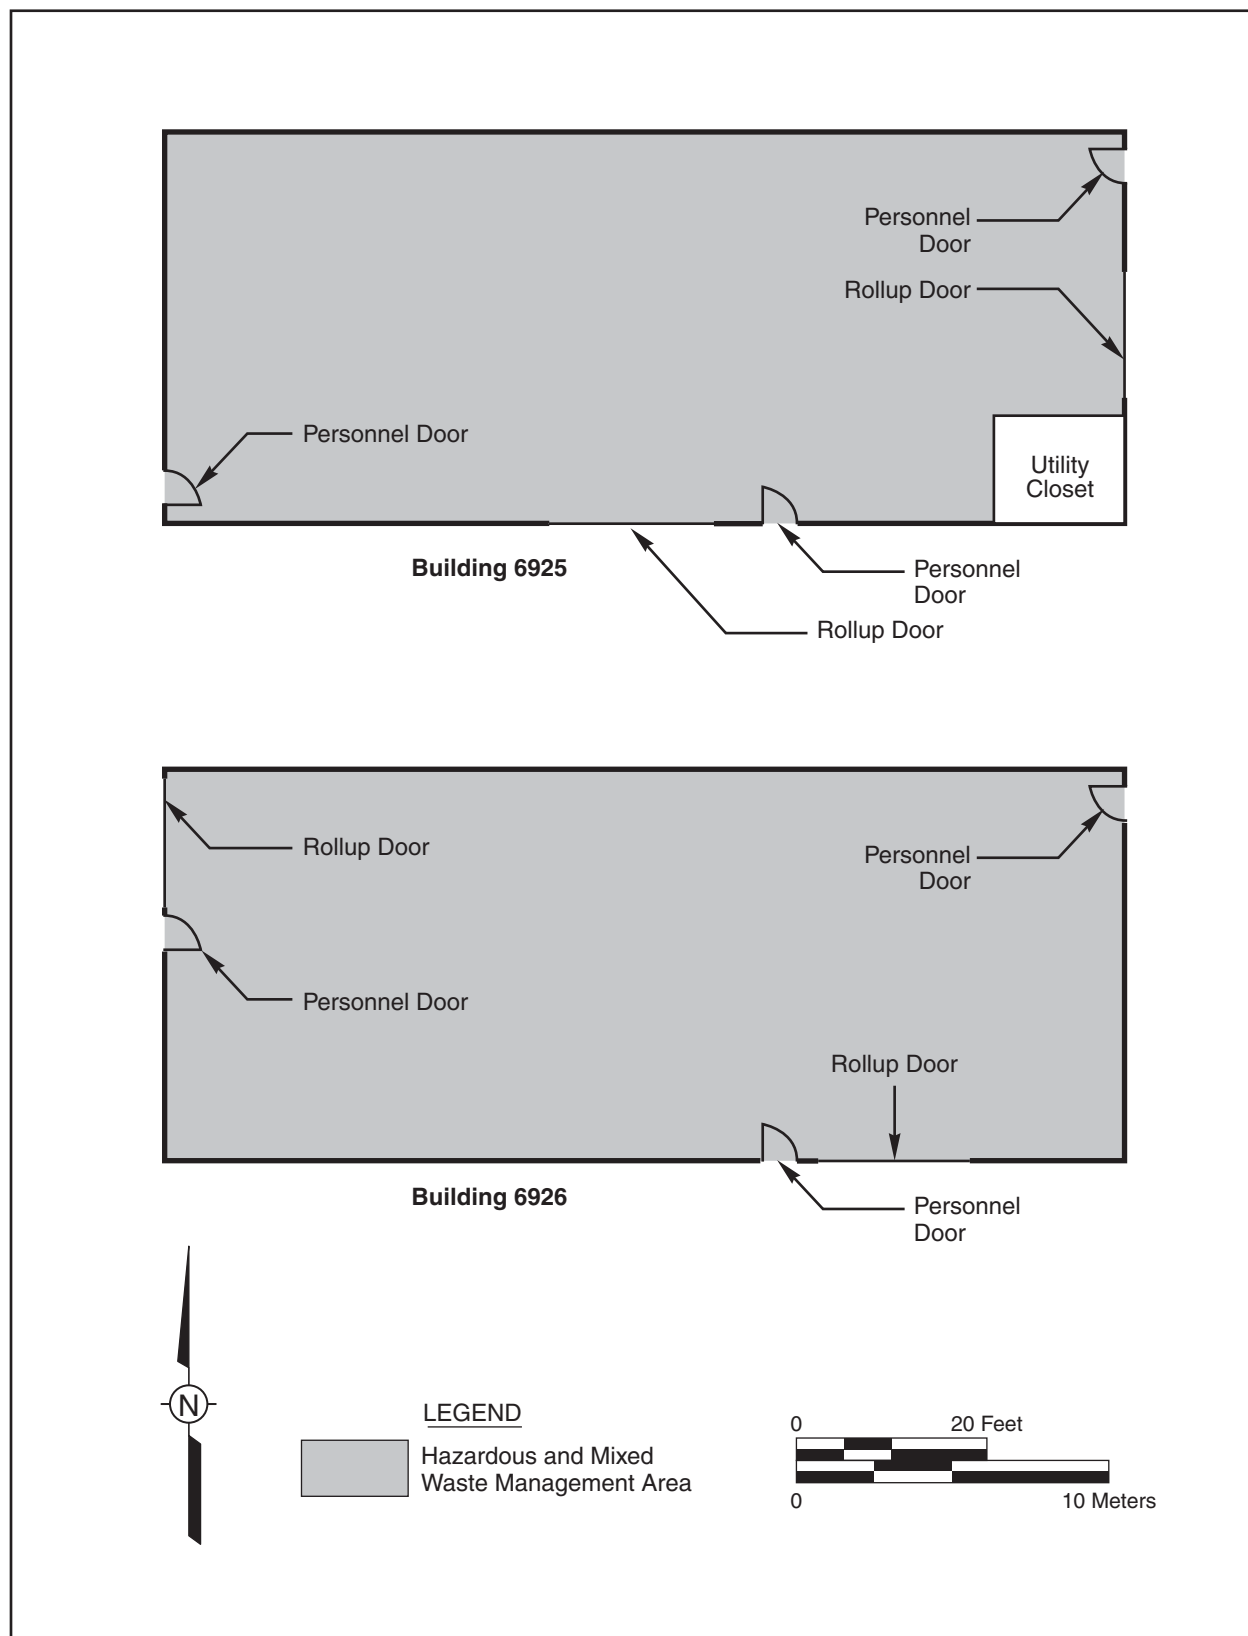 Personnel
Door
Rollup Door
Personnel Door
Utility
Closet
Building 6925
Personnel
Door
Rollup Door
Rollup Door
Personnel
Door
Personnel Door
Rollup Door
Building 6926
Personnel
Door
N
LEGEND
Hazardous and Mixed
Waste Management Area
0 20 Feet
0 10 Meters